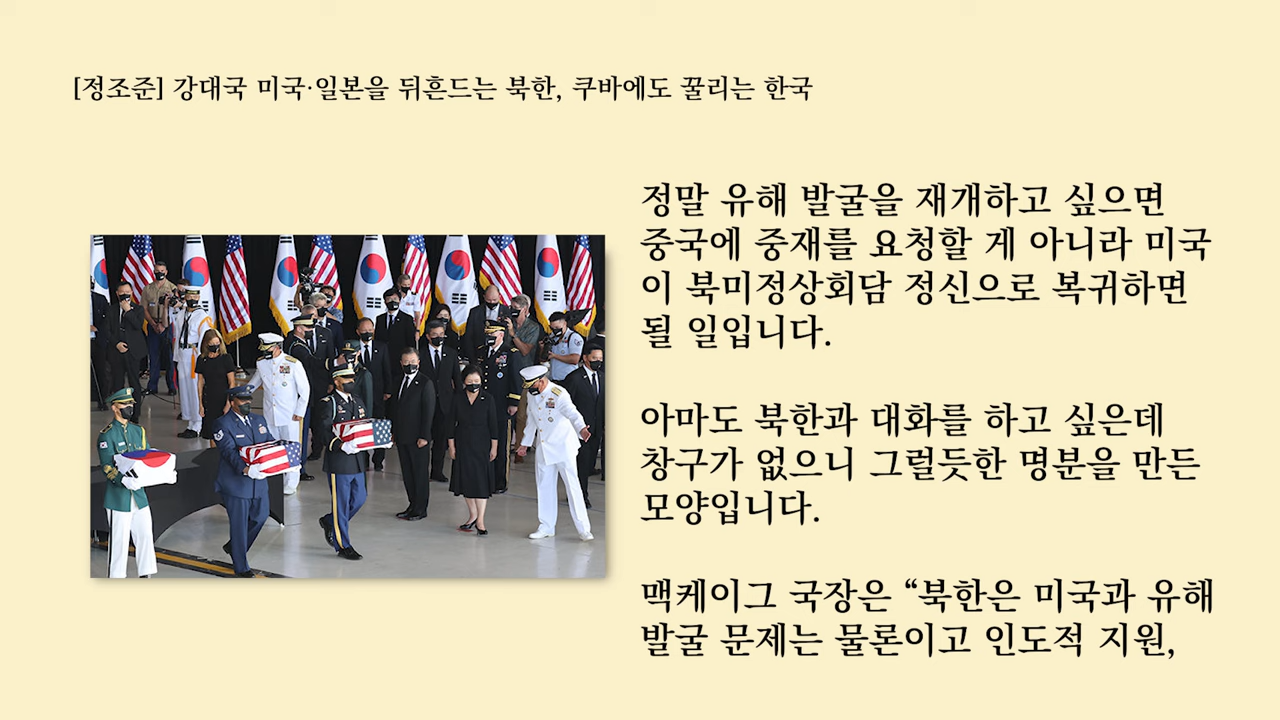 [정조준] 강대국 미국·일본을 뒤흔드는 북한, 쿠바에도 꿀리는 한국
정말 유해 발굴을 재개하고 싶으면
중국에 중재를 요청할 게 아니라 미국
이 북미정상회담 정신으로 복귀하면
될 일입니다.
아마도 북한과 대화를 하고 싶은데
창구가 없으니 그럴듯한 명분을 만든
모양입니다.
맥케이그 국장은 “북한은 미국과 유해
발굴 문제는 물론이고 인도적 지원,